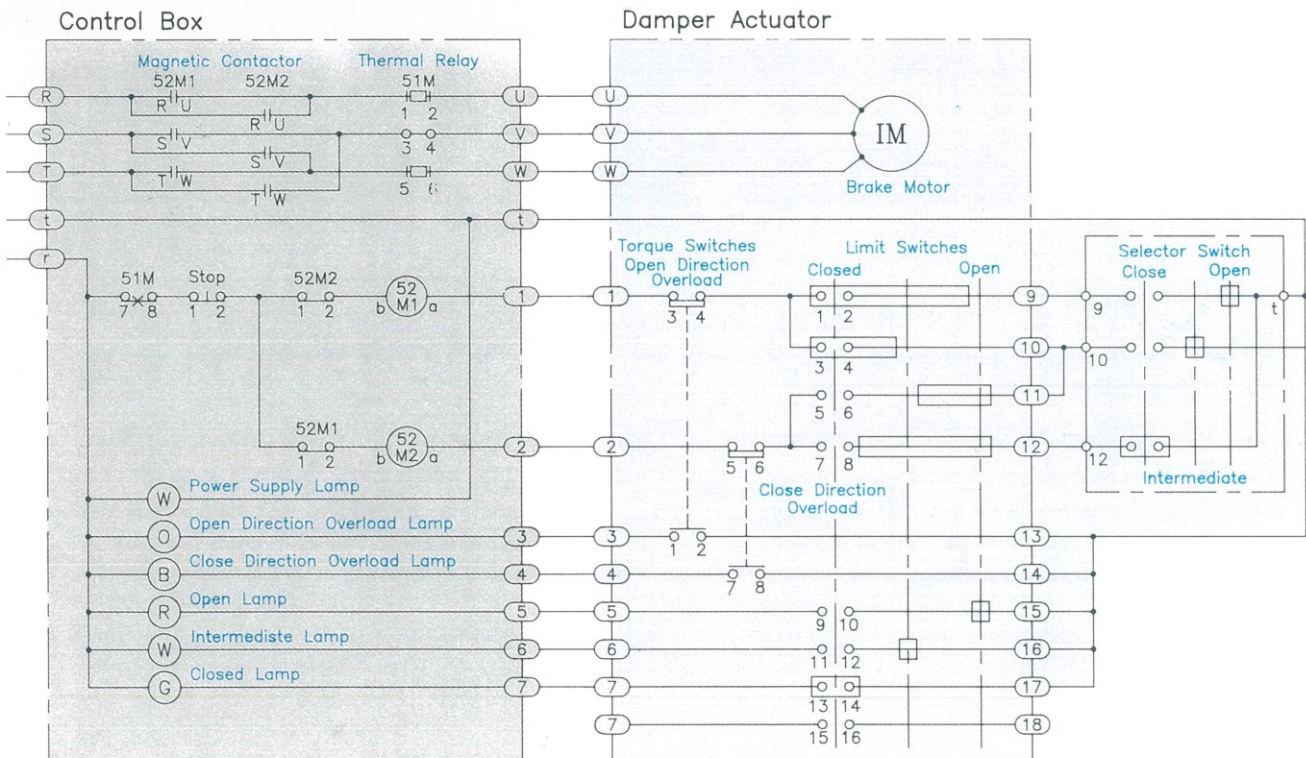 Control Box
Damper Actuator
Magnetic Contactor
Thermal Relay
52M1 52M2 51M
R U R U 1 2 U U
S S V S V 3 4 V V IM
T T W T W 5 6 W W
R
Brake Motor
t t
r
Torque Switches Limit Switches Selector Switch
Open Direction Closed Open Close Open
Overload
51M Stop 52M2 52 M1
7 8 1 2 1 2 b a 1 1 3 4 1 2 9 9 t
3 4 10 10
5 6 11
52M1 52 M2
1 2 b a 2 2 5 6 7 8 12 12
Close Direction Intermediate
Overload
W Power Supply Lamp
O Open Direction Overload Lamp 3 3 1 2 13
B Close Direction Overload Lamp 4 4 7 8 14
R Open Lamp 5 5 9 10 15
W Intermediste Lamp 6 6 11 12 16
G Closed Lamp 7 7 13 14 17
7 15 16 18